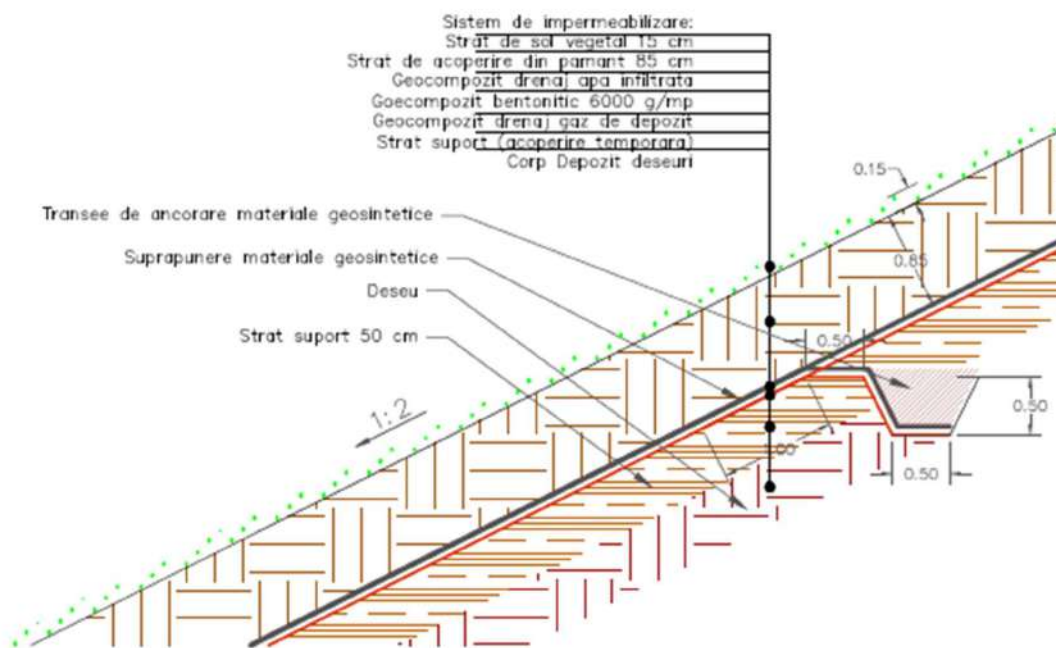 Sistem de impermeabilizare:
Strat de sol vegetal 15 cm
Strat de acoperire din pamant 85 cm
Geocompozit drenaj apa infiltrata
Goecompozit bentonitic 6000 g/mp
Geocompozit drenaj gaz de depozit
Strat suport (acoperire temporara)
Corp Depozit deseuri
0.15
Transee de ancorare materiale geosintetice
Suprapunere materiale geosintetice
0.85
Deseu
Strat suport 50 cm
0.50
1:2
0.50
0.50